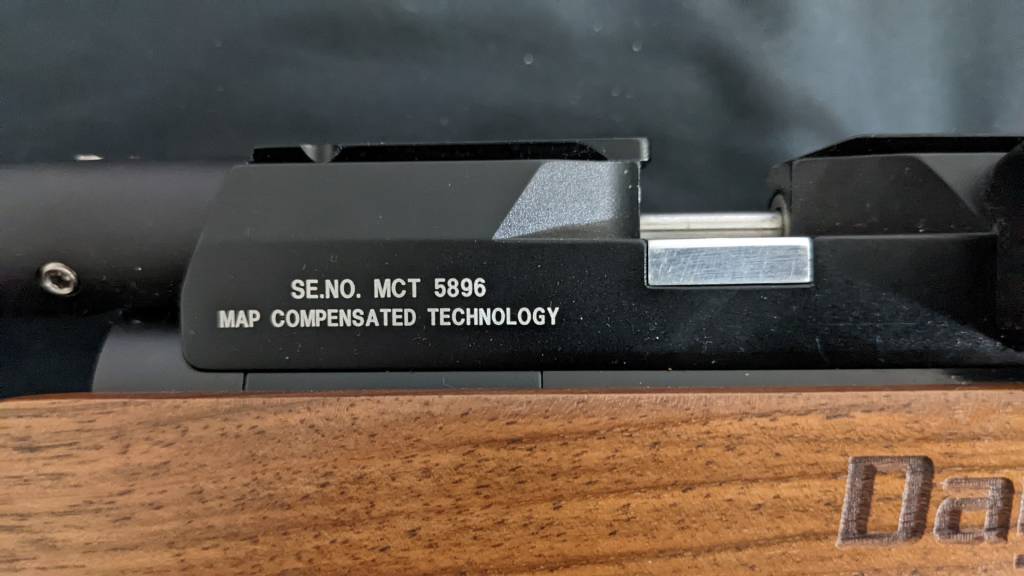 SE.NO. MCT 5896
MAP COMPENSATED TECHNOLOGY